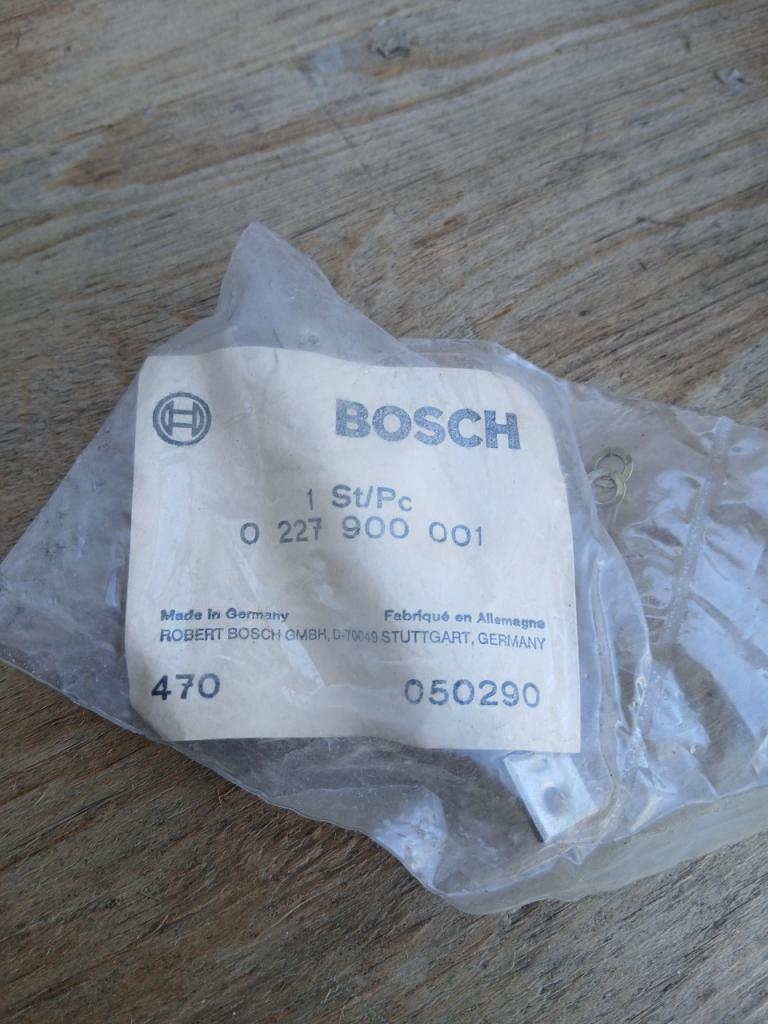 BOSCH
1 St/Pc
0 227 900 001
Made in Germany Fabriqué en Allemagne
ROBERT BOSCH GMBH, D-70049 STUTTGART, GERMANY
470 050290